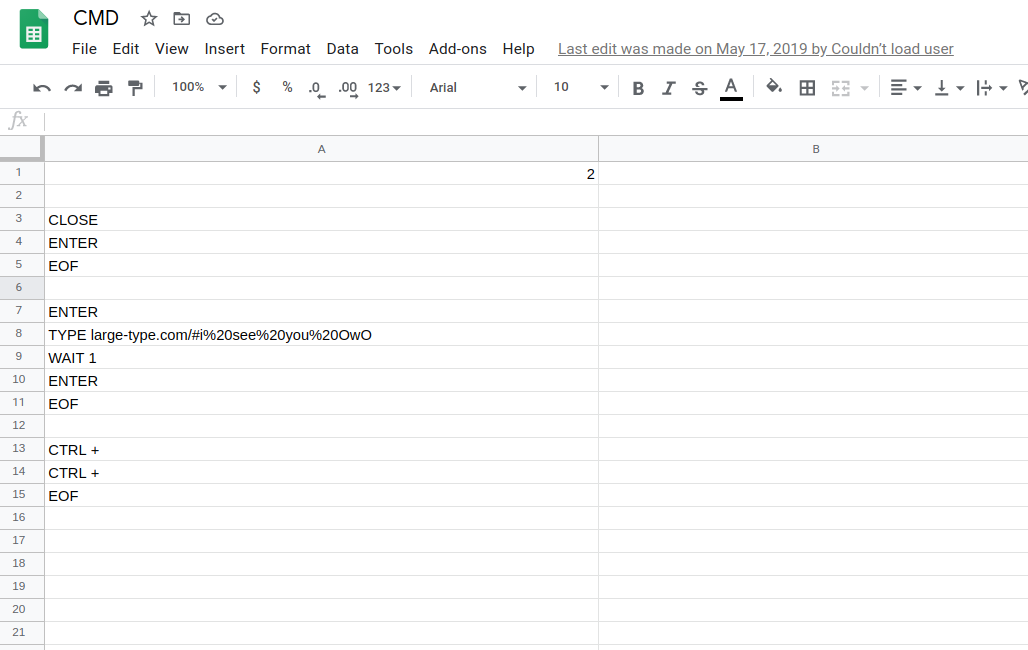 CMD
File Edit View Insert Format Data Tools Add-ons Help Last edit was made on May 17, 2019 by Couldn't load user
100% $ % .0 .00 123 Arial 10 B I S A
fx
A B
1 2
2
3 CLOSE
4 ENTER
5 EOF
6
7 ENTER
8 TYPE large-type.com/#i%20see%20you%20OwO
9 WAIT 1
10 ENTER
11 EOF
12
13 CTRL +
14 CTRL +
15 EOF
16
17
18
19
20
21